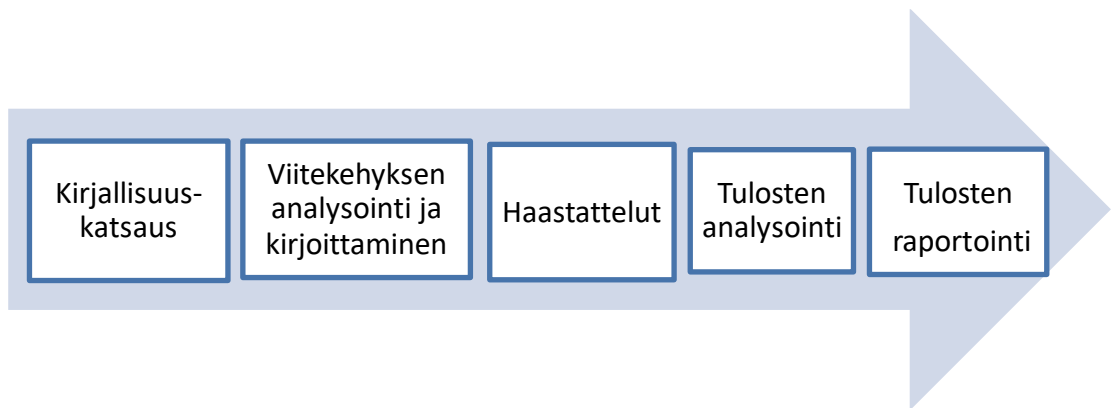 Kirjallisuus-
katsaus
Viitekehyksen
analysointi ja
kirjoittaminen
Haastattelut
Tulosten
analysointi
Tulosten
raportointi